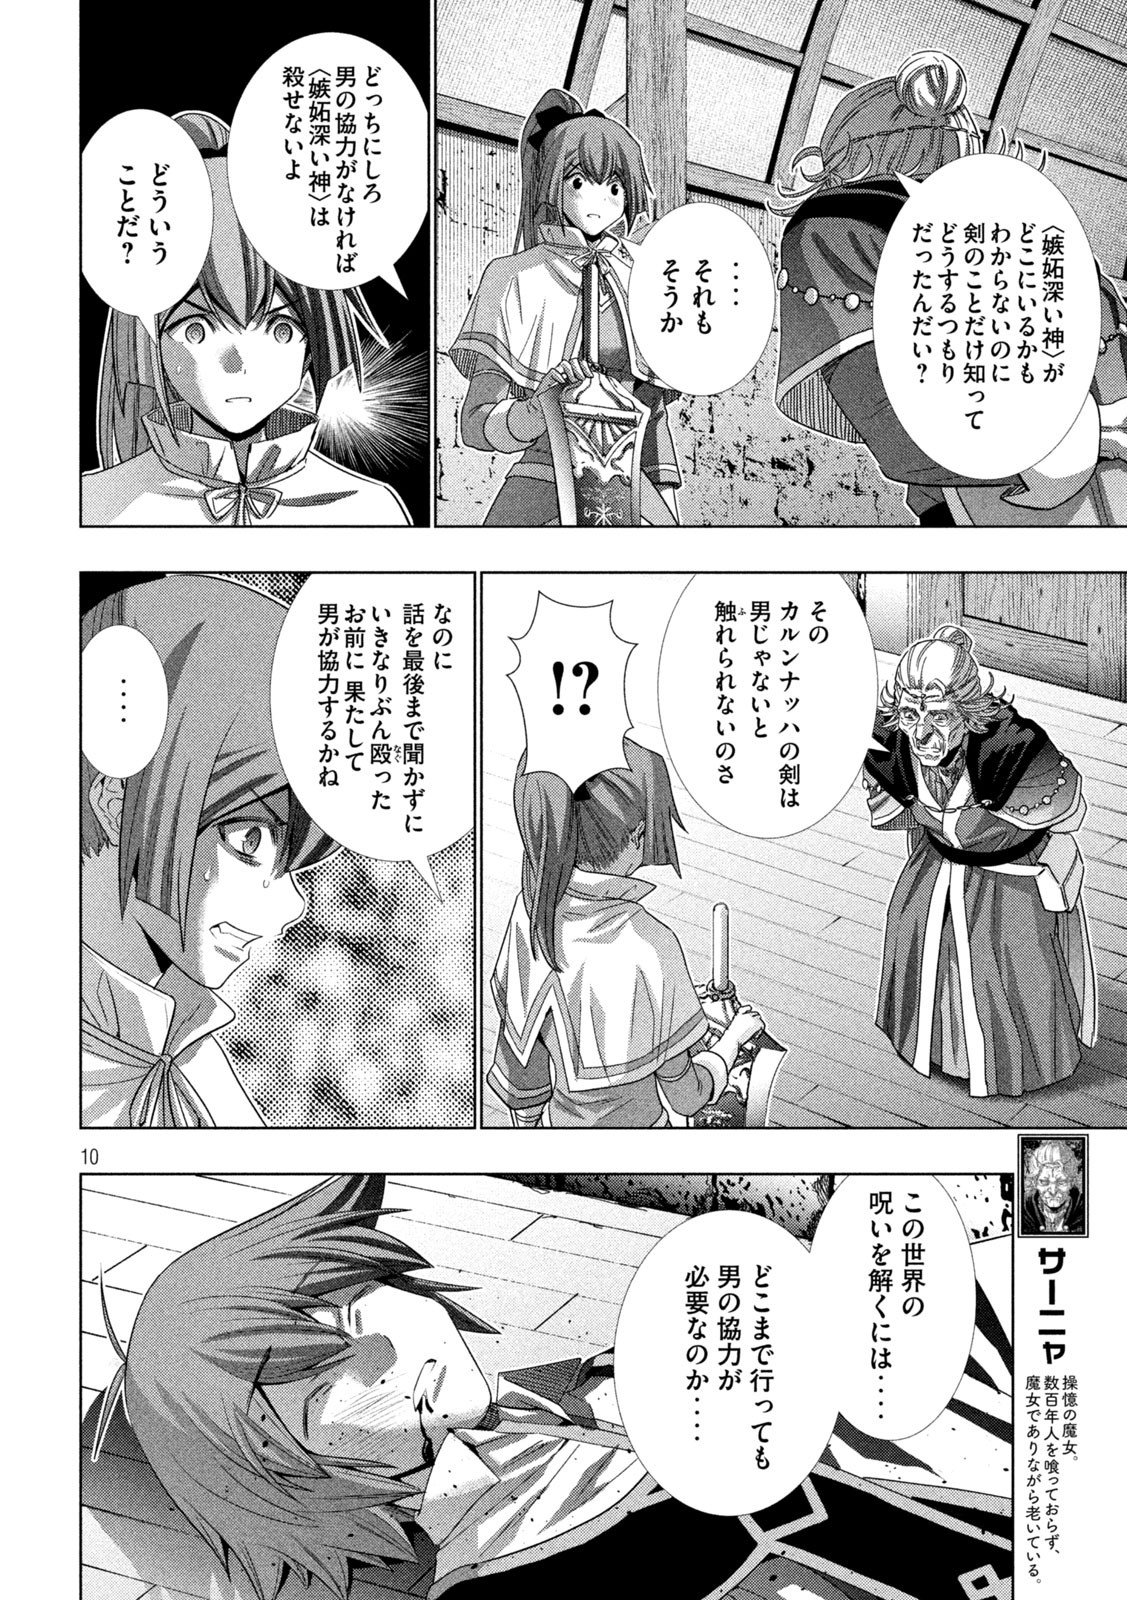 〈嫉妬深い神〉が
どこにいるかも
わからないのに
剣のことだけ知って
どうするつもり
だったんだい？
‥‥
それも
そうか
どっちにしろ
男の協力がなければ
〈嫉妬深い神〉は
殺せないよ
どういう
ことだ？
その
カルンナッハの剣は
男じゃないと
触れられないのさ
ふ
!?
なのに
話を最後まで聞かずに
いきなりぶん殴った
なぐ
お前に 果たして
男が協力するかね
‥‥
この世界の
呪いを解くには‥‥
どこまで行っても
男の協力が
必要なのか‥‥
サーニャ
操憶の魔女。
数百年人を喰っておらず、
魔女でありながら老いている。
10